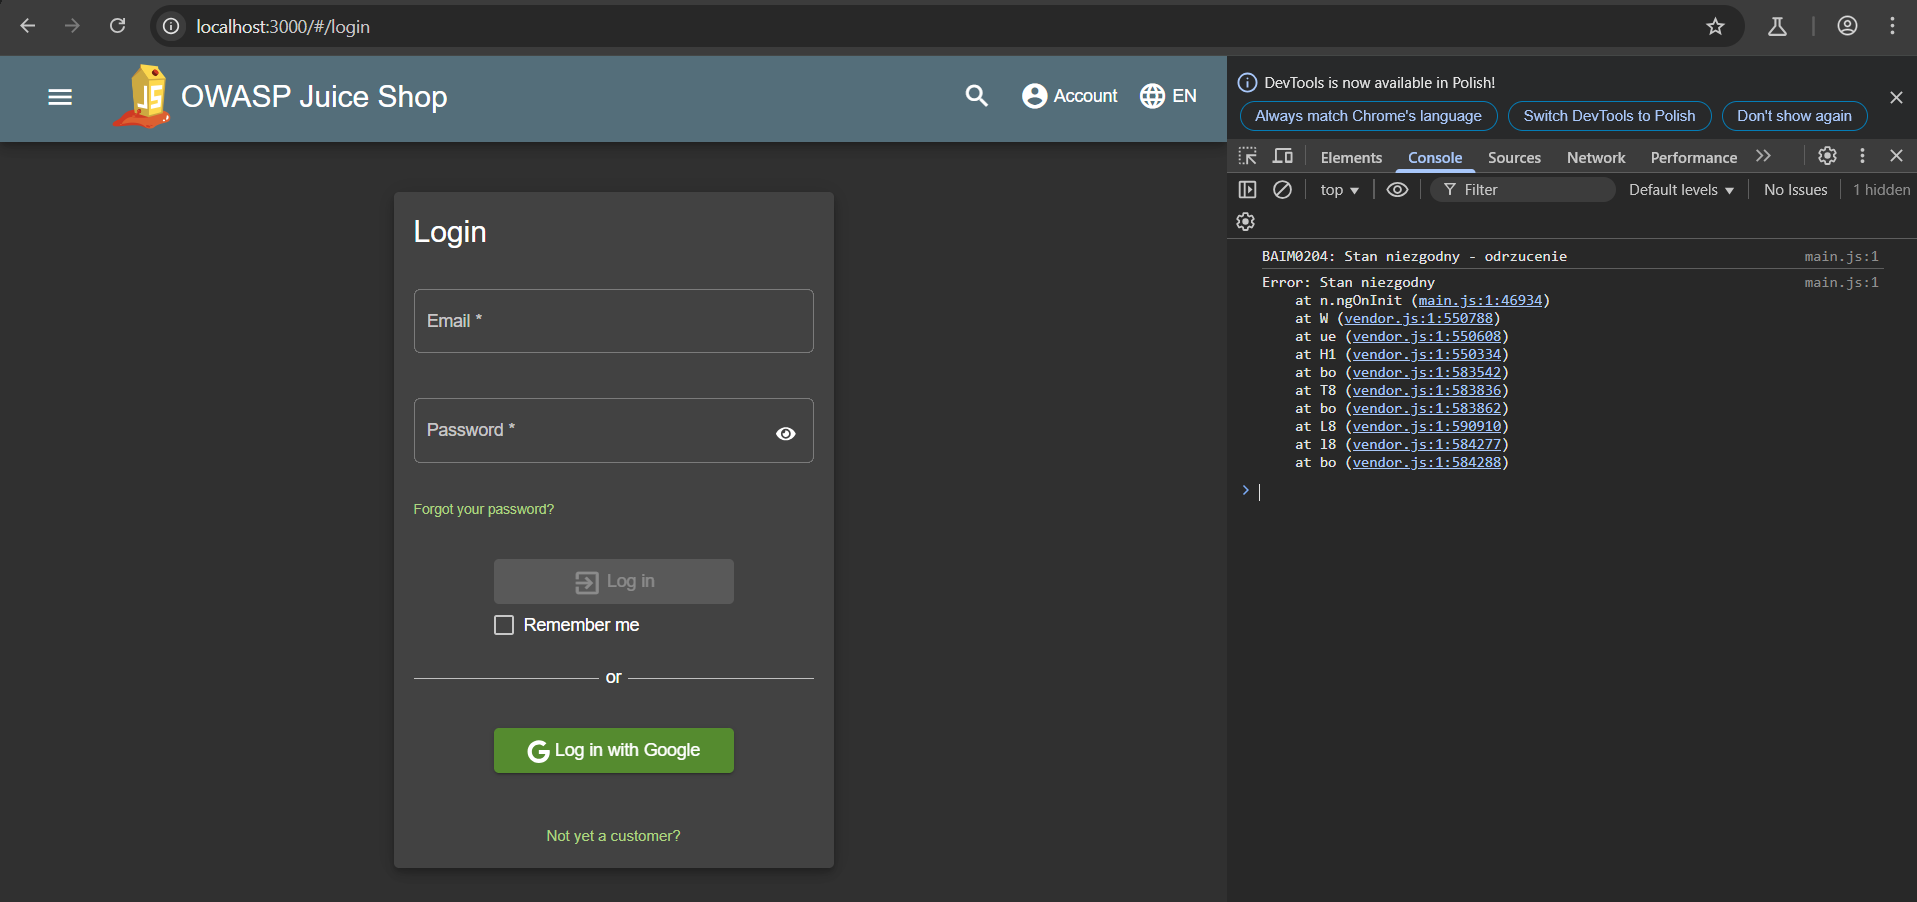 localhost:3000/#/login
OWASP Juice Shop
Account
EN
Login
Email *
Password *
Forgot your password?
Log in
Remember me
or
Log in with Google
Not yet a customer?
DevTools is now available in Polish!
Always match Chrome's language Switch DevTools to Polish Don't show again
Elements Console Sources Network Performance
top Filter Default levels No Issues 1 hidden
BAIM0204: Stan niezgodny - odrzucenie main.js:1
Error: Stan niezgodny main.js:1
at n.ngOnInit (main.js:1:46934)
at W (vendor.js:1:550788)
at ue (vendor.js:1:550608)
at H1 (vendor.js:1:550334)
at bo (vendor.js:1:583542)
at T8 (vendor.js:1:583836)
at bo (vendor.js:1:583862)
at L8 (vendor.js:1:590910)
at l8 (vendor.js:1:584277)
at bo (vendor.js:1:584288)